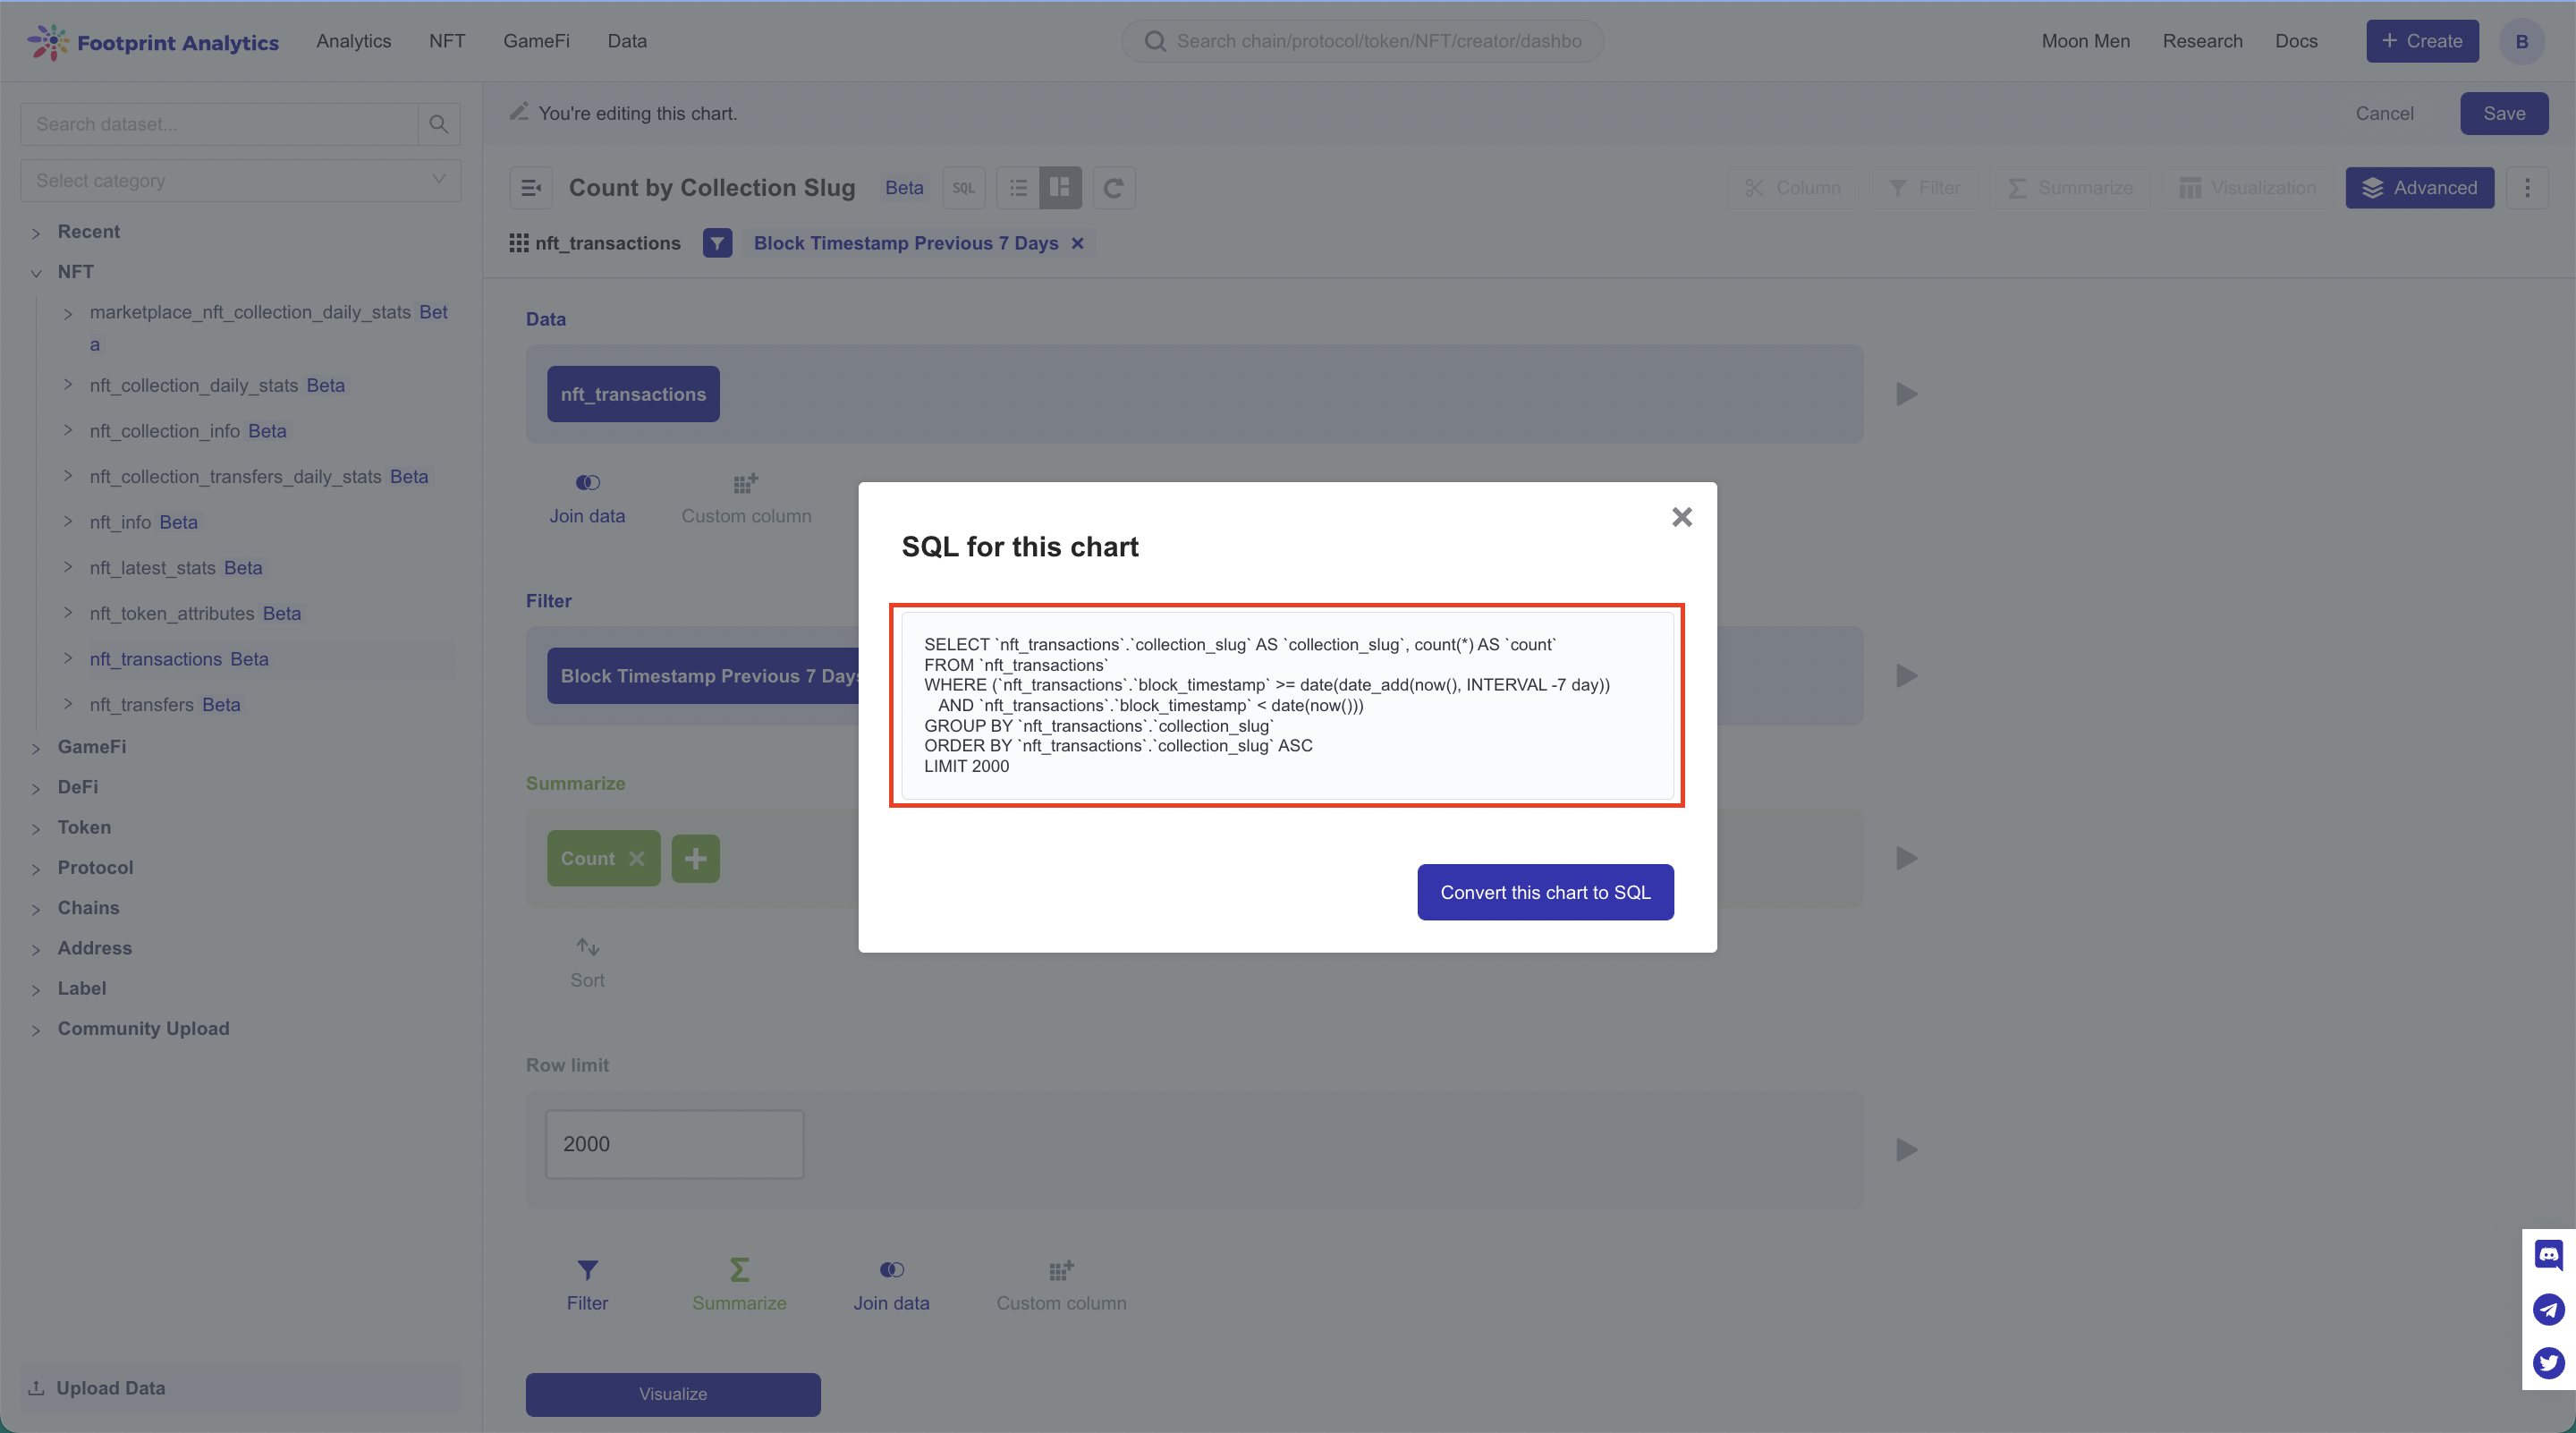 Footprint Analytics
Analytics
NFT
GameFi
Data
Search chain/protocol/token/NFT/creator/dashbo
Moon Men
Research
Docs
+ Create
B
Search dataset...
Select category
Recent
NFT
marketplace_nft_collection_daily_stats Bet
a
nft_collection_daily_stats Beta
nft_collection_info Beta
nft_collection_transfers_daily_stats Beta
nft_info Beta
nft_latest_stats Beta
nft_token_attributes Beta
nft_transactions Beta
nft_transfers Beta
GameFi
DeFi
Token
Protocol
Chains
Address
Label
Community Upload
Upload Data
You're editing this chart.
Cancel
Save
Count by Collection Slug
Beta
SQL
Column
Filter
Summarize
Visualization
Advanced
nft_transactions
Block Timestamp Previous 7 Days
Data
nft_transactions
Join data
Custom column
Filter
Block Timestamp Previous 7 Days
Summarize
Count
Sort
Row limit
2000
Filter
Summarize
Join data
Custom column
Visualize
SQL for this chart
SELECT `nft_transactions`.`collection_slug` AS `collection_slug`, count(*) AS `count`
FROM `nft_transactions`
WHERE (`nft_transactions`.`block_timestamp` >= date(date_add(now(), INTERVAL -7 day))
AND `nft_transactions`.`block_timestamp` < date(now()))
GROUP BY `nft_transactions`.`collection_slug`
ORDER BY `nft_transactions`.`collection_slug` ASC
LIMIT 2000
Convert this chart to SQL